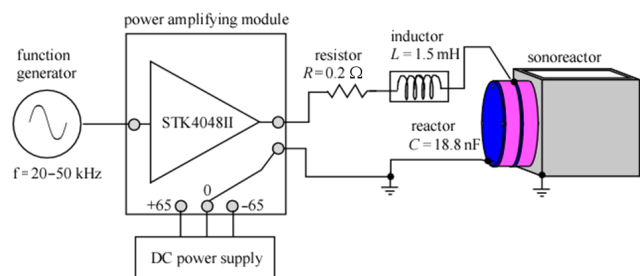 power amplifying module
function
generator
f = 20–50 kHz
STK4048II
+65
0
–65
DC power supply
resistor
R = 0.2 Ω
inductor
L = 1.5 mH
sonoreactor
reactor
C = 18.8 nF